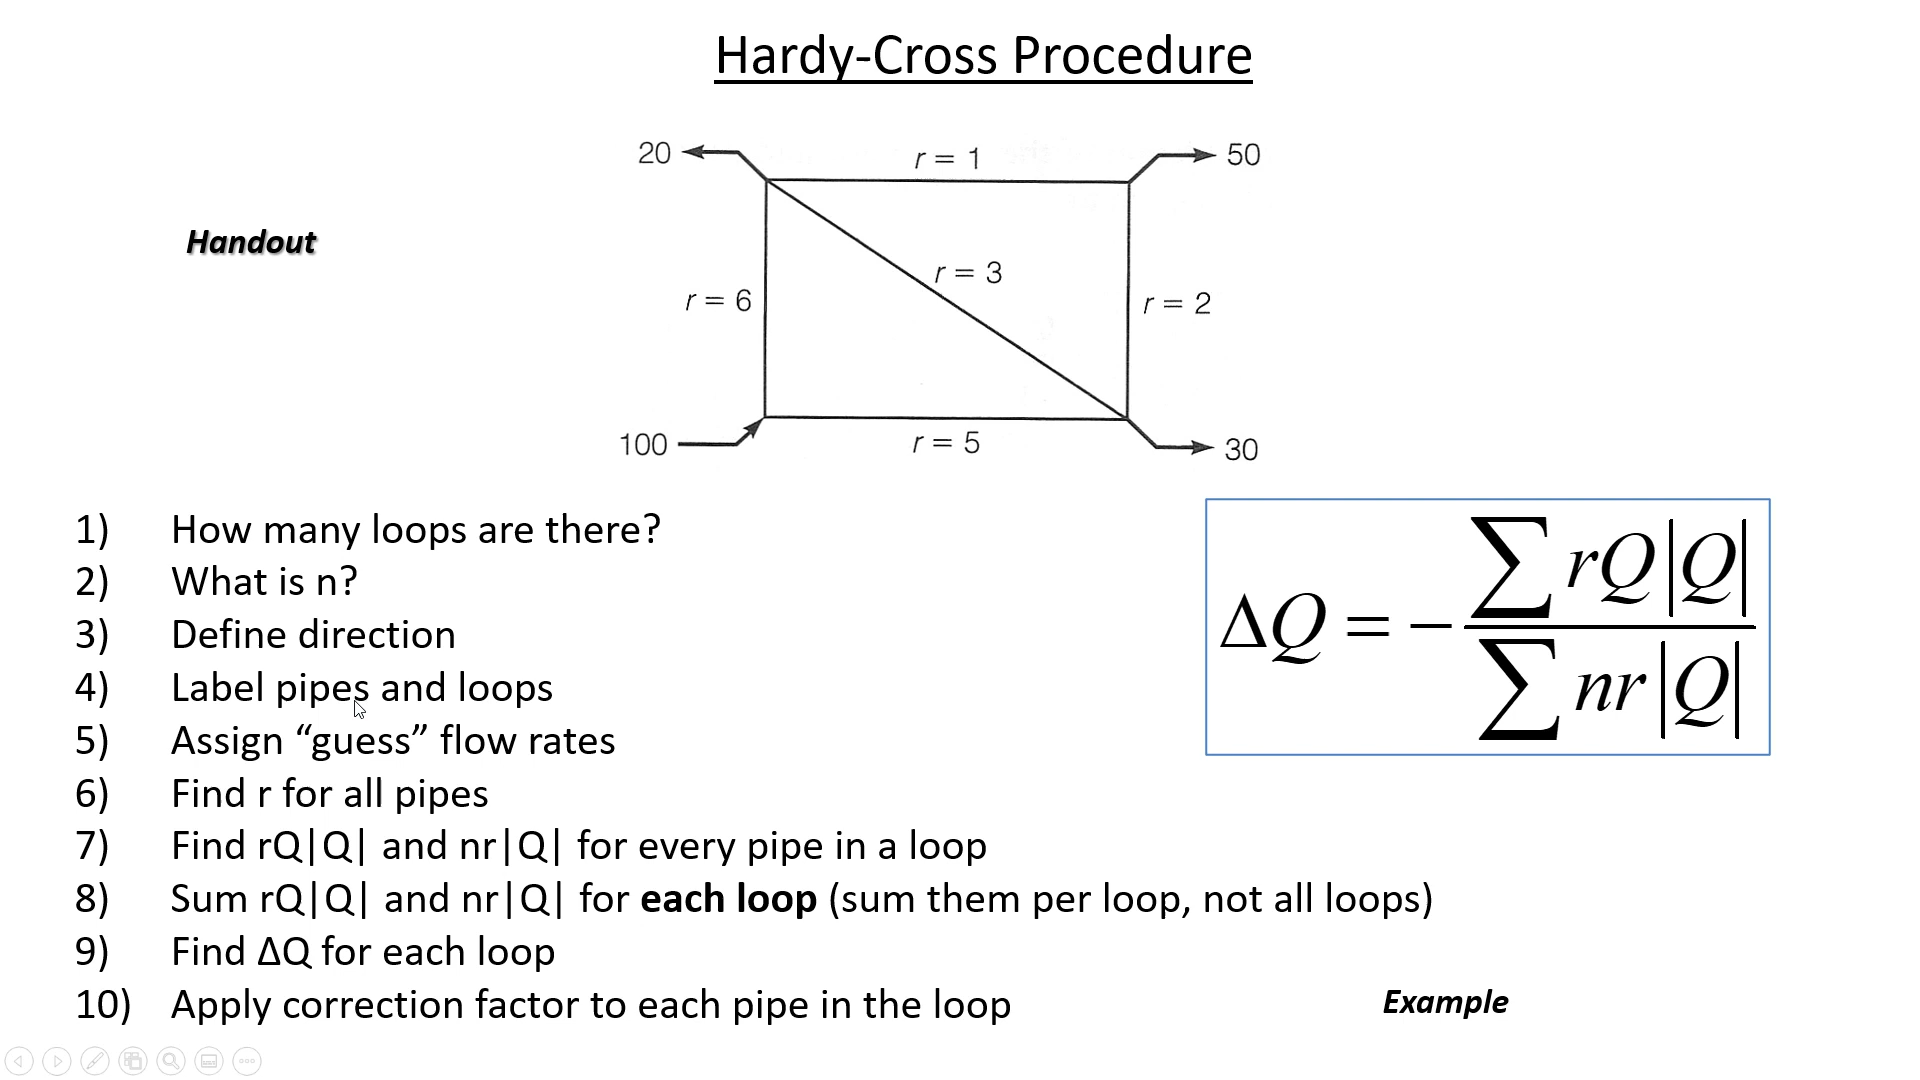 Hardy-Cross Procedure
20
r = 1
50
Handout
r = 3
r = 6
r = 2
100
r = 5
30
1) How many loops are there?
2) What is n?
3) Define direction
4) Label pipes and loops
5) Assign “guess” flow rates
6) Find r for all pipes
7) Find rQ|Q| and nr|Q| for every pipe in a loop
8) Sum rQ|Q| and nr|Q| for each loop (sum them per loop, not all loops)
9) Find ΔQ for each loop
10) Apply correction factor to each pipe in the loop
ΔQ = − ∑ rQ|Q| / ∑ nr|Q|
Example